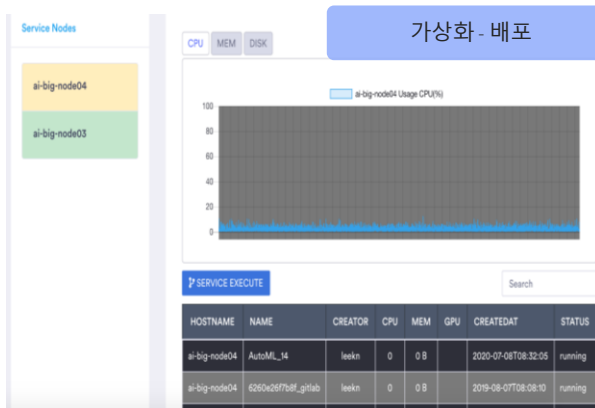 Service Nodes
가상화 - 배포
CPU MEM DISK
ai-big-node04
ai-big-node03
ai-big-node04 Usage CPU(%)
100
80
60
40
20
0
SERVICE EXECUTE
Search
HOSTNAME NAME CREATOR CPU MEM GPU CREATEDAT STATUS
ai-big-node04 AutoML_14 leekn 0 0 B 2020-07-08T08:32:05 running
ai-big-node04 6260e26f7b8f_gitlab leekn 0 0 B 2019-08-07T08:08:10 running